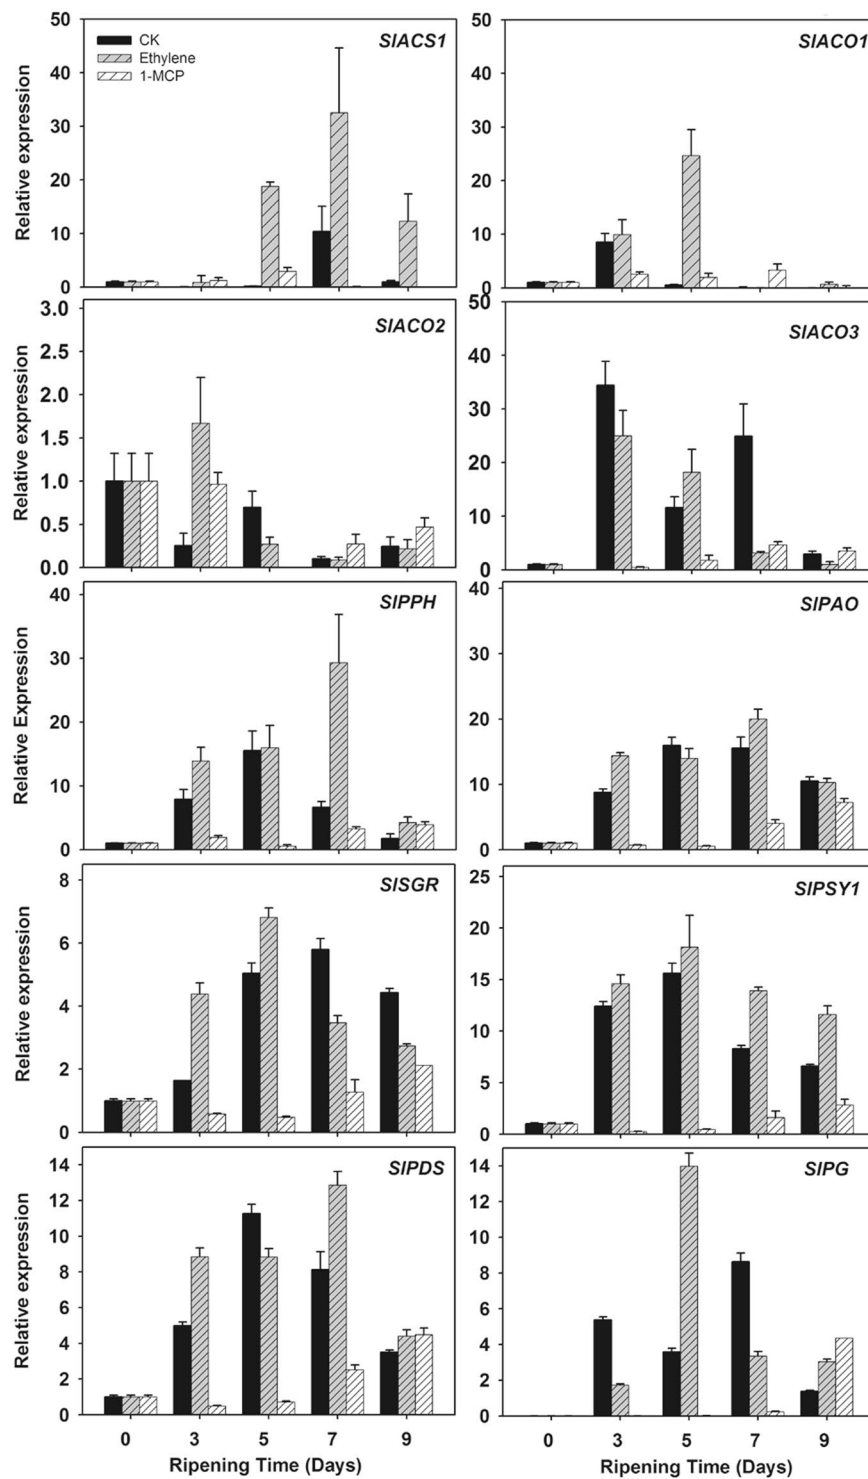 SlACS1
CK
Ethylene
1-MCP
Relative expression
50
40
30
20
10
0
SlACO1
50
40
30
20
10
0
SlACO2
Relative expression
3.0
2.5
2.0
1.5
1.0
0.5
0.0
SlACO3
50
40
30
20
10
0
SlPPH
Relative Expression
40
30
20
10
0
SlPAO
40
30
20
10
0
SlSGR
Relative expression
8
6
4
2
0
SlPSY1
25
20
15
10
5
0
SlPDS
Relative expression
14
12
10
8
6
4
2
0
0 3 5 7 9
Ripening Time (Days)
SlPG
14
12
10
8
6
4
2
0
0 3 5 7 9
Ripening Time (Days)